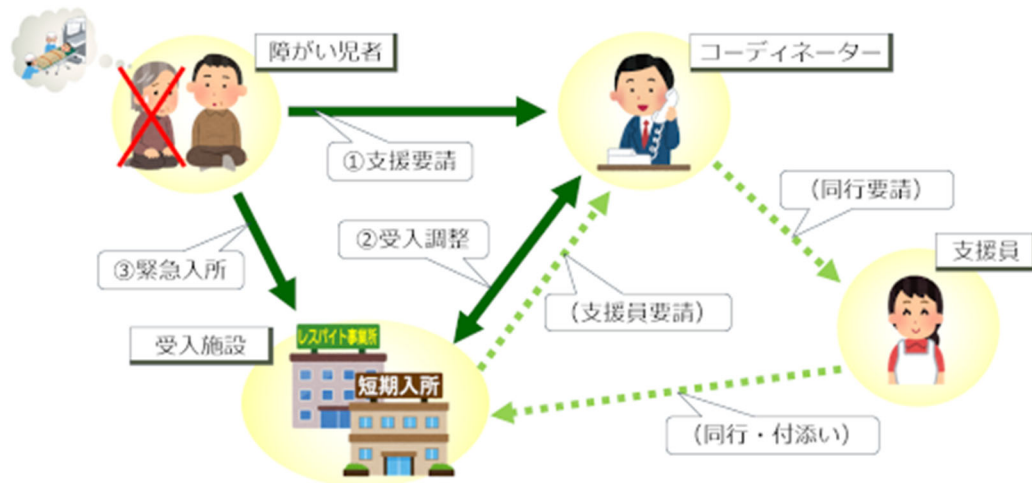 障がい児者
コーディネーター
①支援要請
(同行要請)
②受入調整
支援員
③緊急入所
(支援員要請)
受入施設
レスパイト事業所
短期入所
(同行・付添い)